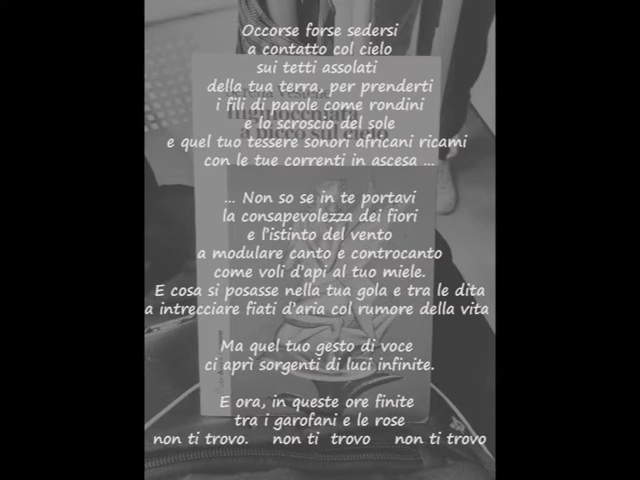 Occorse forse sedersi
a contatto col cielo
sui tetti assolati
della tua terra, per prenderti
i fili di parole come rondini
e lo scroscio del sole
e quel tuo tessere sonori africani ricami
con le tue correnti in ascesa ...
... Non so se in te portavi
la consapevolezza dei fiori
e l'istinto del vento
a modulare canto e controcanto
come voli d'api al tuo miele.
E cosa si posasse nella tua gola e tra le dita
a intrecciare fiati d'aria col rumore della vita
Ma quel tuo gesto di voce
ci aprì sorgenti di luci infinite.
E ora, in queste ore finite
tra i garofani e le rose
non ti trovo. non ti trovo non ti trovo
a picco sul cielo